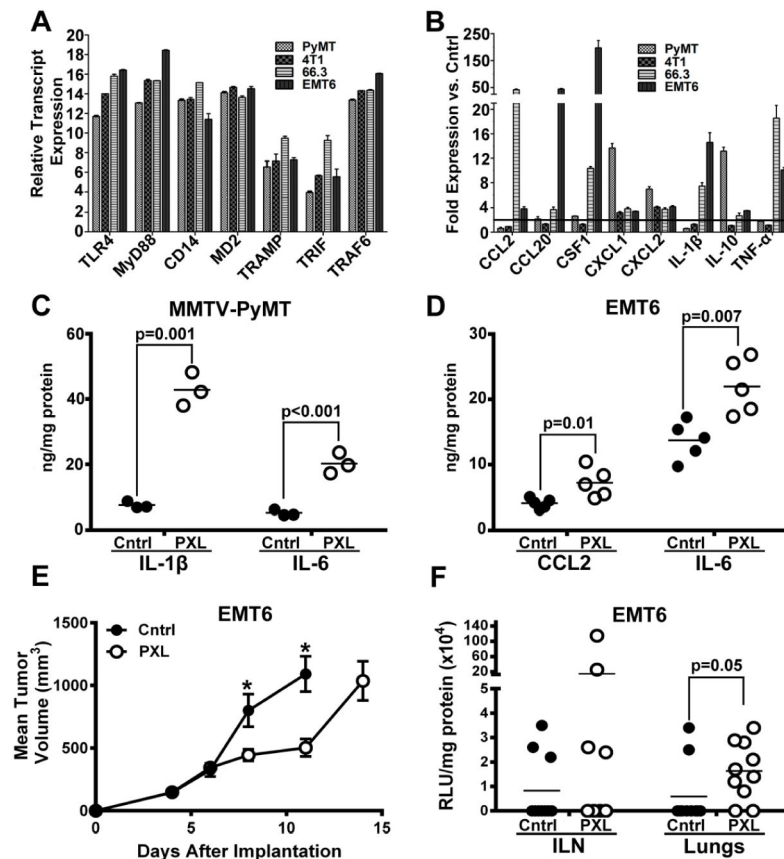 A
Relative Transcript
Expression
18
16
14
12
10
8
6
4
2
0
PyMT
4T1
66.3
EMT6
TLR4
MyD88
CD14
MD2
TRAMP
TRIF
TRAF6
B
Fold Expression vs. Cntrl
250
150
50
20
16
12
8
4
0
PyMT
4T1
66.3
EMT6
CCL2
CCL20
CSF1
CXCL1
CXCL2
IL-1β
IL-10
TNF-α
C
MMTV-PyMT
ng/mg protein
60
40
20
0
p=0.001
p<0.001
Cntrl PXL Cntrl PXL
IL-1β IL-6
D
EMT6
ng/mg protein
30
20
10
0
p=0.01
p=0.007
Cntrl PXL Cntrl PXL
CCL2 IL-6
E
EMT6
Mean Tumor
Volume (mm³)
1500
1000
500
0
Cntrl
PXL
* *
0 5 10 15
Days After Implantation
F
EMT6
RLU/mg protein (x10⁴)
140
120
100
80
60
40
20
5
4
3
2
1
0
p=0.05
Cntrl PXL Cntrl PXL
ILN Lungs